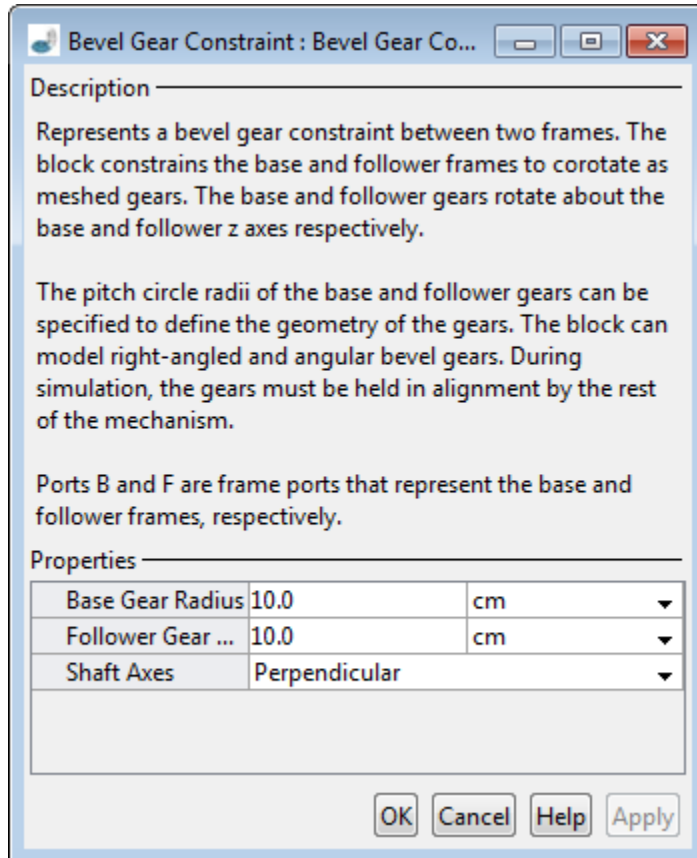 Bevel Gear Constraint : Bevel Gear Co...
Description
Represents a bevel gear constraint between two frames. The
block constrains the base and follower frames to corotate as
meshed gears. The base and follower gears rotate about the
base and follower z axes respectively.
The pitch circle radii of the base and follower gears can be
specified to define the geometry of the gears. The block can
model right-angled and angular bevel gears. During
simulation, the gears must be held in alignment by the rest
of the mechanism.
Ports B and F are frame ports that represent the base and
follower frames, respectively.
Properties
Base Gear Radius 10.0 cm
Follower Gear ... 10.0 cm
Shaft Axes Perpendicular
OK Cancel Help Apply